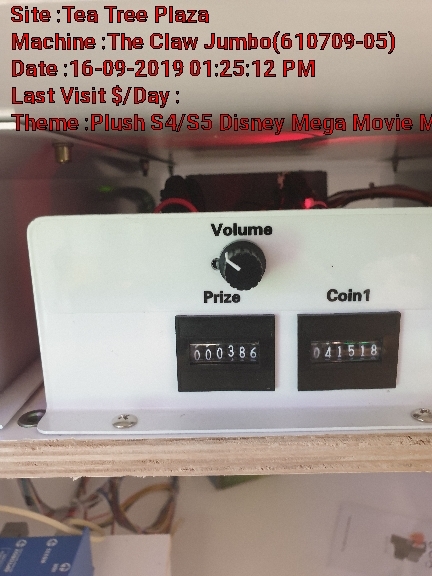 Site :Tea Tree Plaza
Machine :The Claw Jumbo(610709-05)
Date :16-09-2019 01:25:12 PM
Last Visit $/Day :
Theme :Plush S4/S5 Disney Mega Movie M
Volume
Prize
Coin1
000386
041518